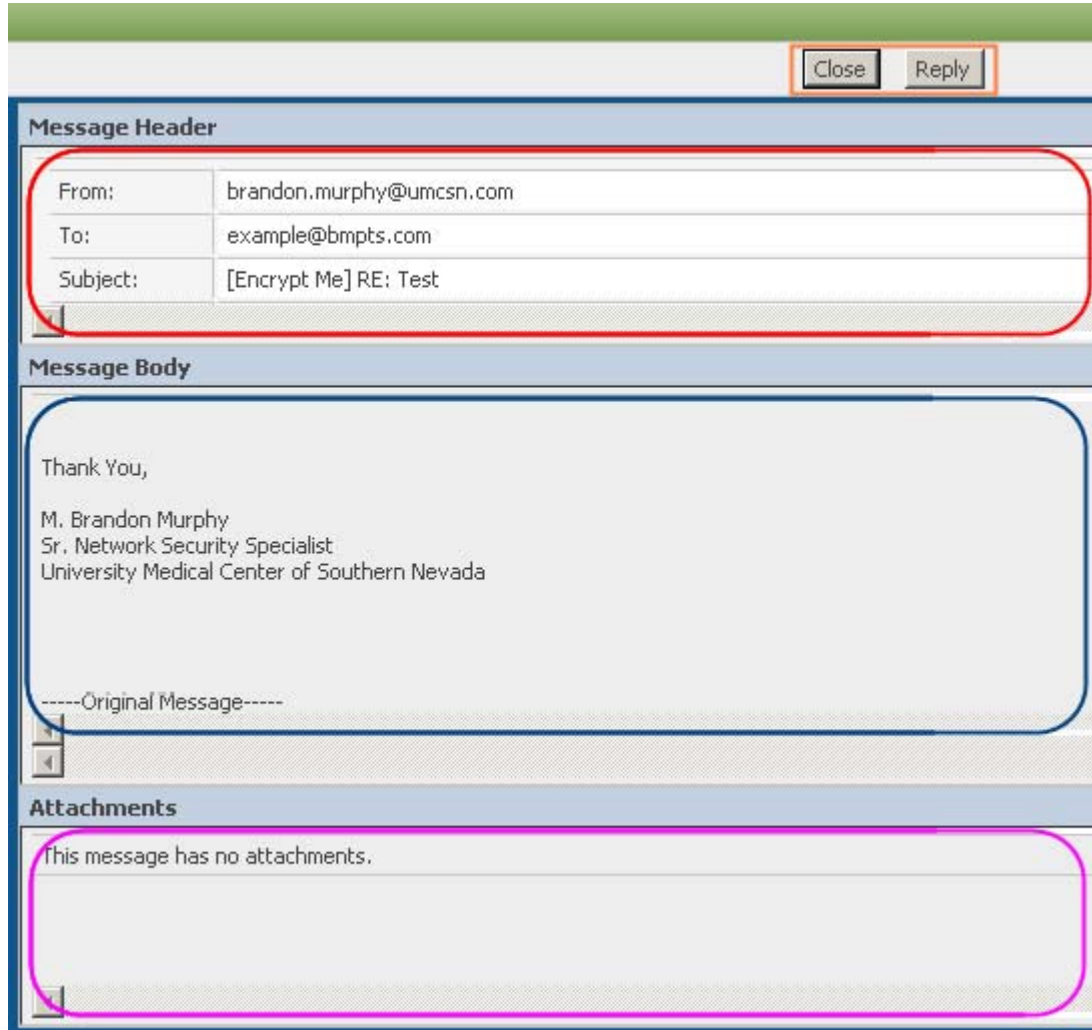 Close Reply
Message Header
From: brandon.murphy@umcsn.com
To: example@bmpts.com
Subject: [Encrypt Me] RE: Test
Message Body
Thank You,
M. Brandon Murphy
Sr. Network Security Specialist
University Medical Center of Southern Nevada
-----Original Message-----
Attachments
This message has no attachments.